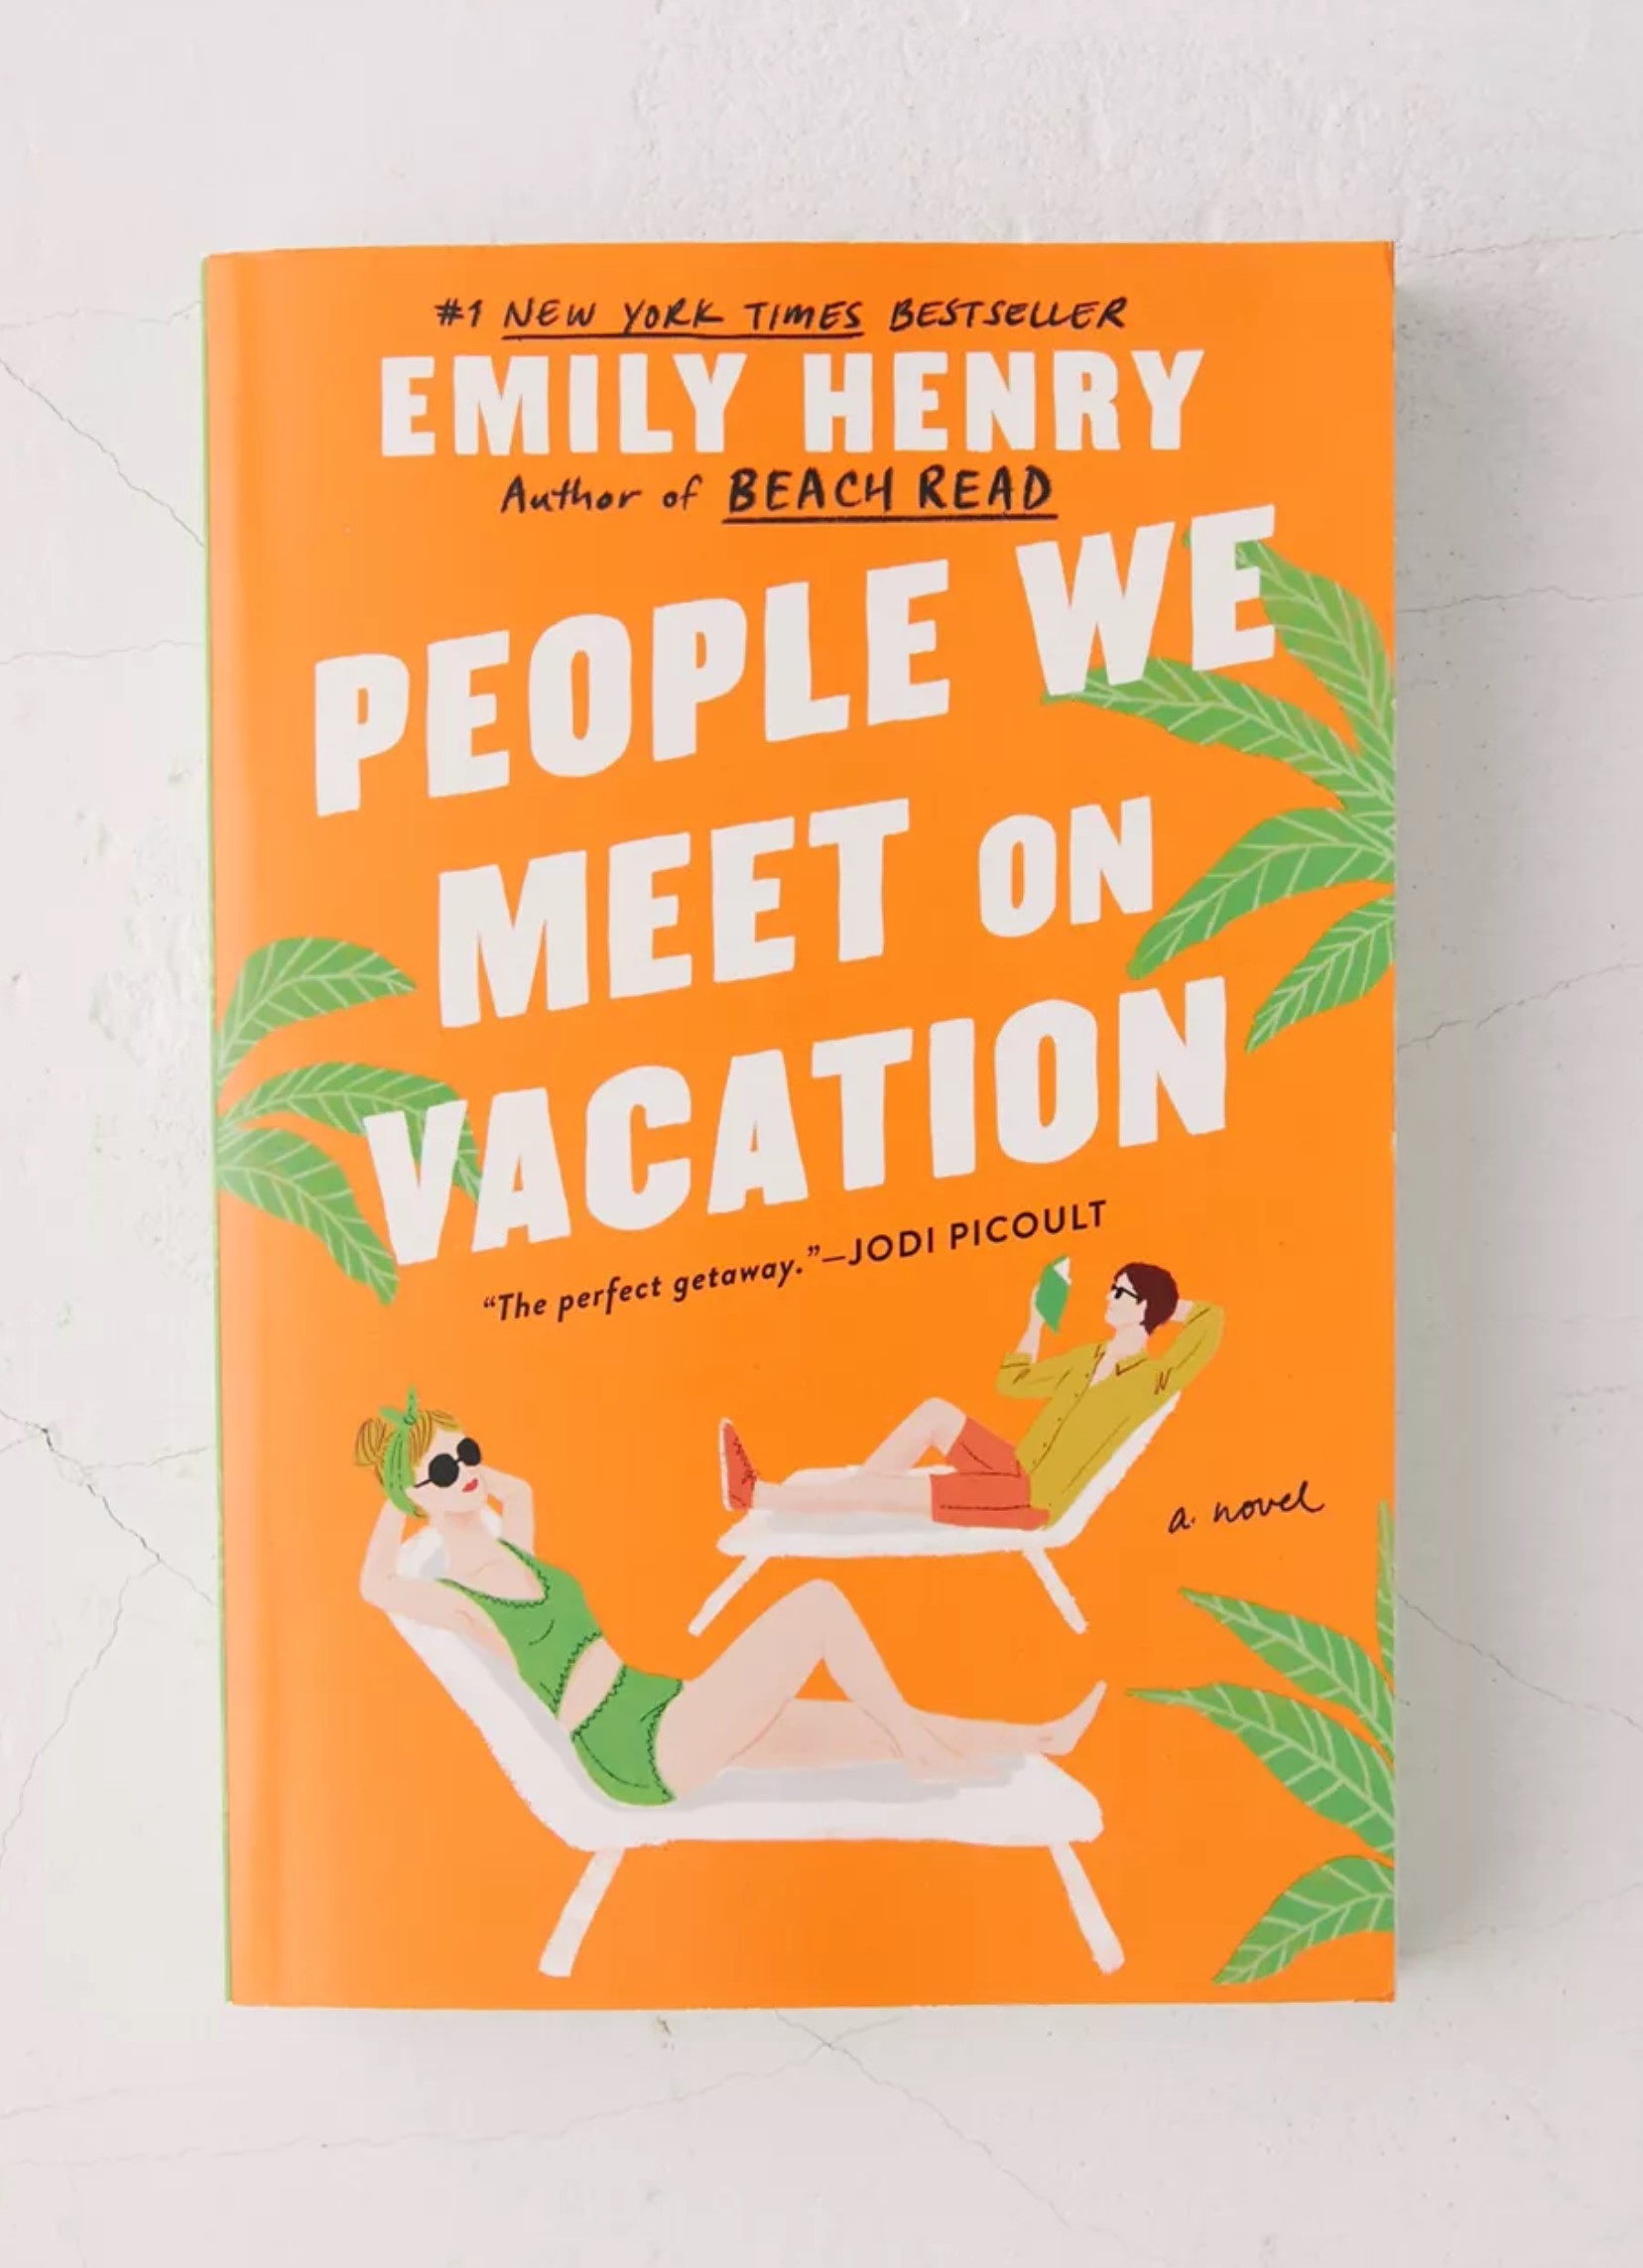 #1 NEW YORK TIMES BESTSELLER
EMILY HENRY
Author of BEACH READ
PEOPLE WE
MEET ON
VACATION
“The perfect getaway.”—JODI PICOULT
a novel